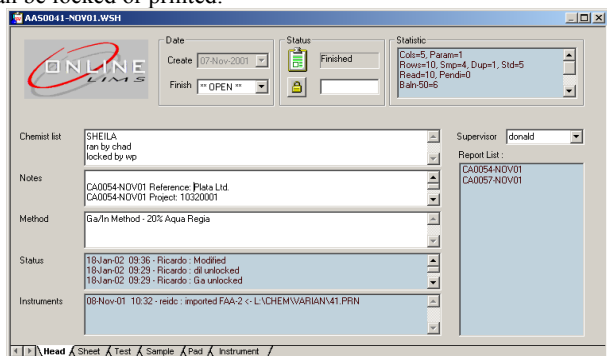 can be locked or printed.
AAS0041-NOV01.WSH
ONLINE
LIMS
Date
Create 07-Nov-2001
Finish ** OPEN **
Status
Finished
Statistic
Cols=5, Param=1
Rows=10, Smp=4, Dup=1, Std=5
Read=10, Pendi=0
Baln-50=6
Chemist list
SHEILA
ran by chad
locked by wp
Supervisor donald
Report List :
CA0054-NOV01
CA0057-NOV01
Notes
CA0054-NOV01 Reference: Plata Ltd.
CA0054-NOV01 Project: 10320001
Method
Ga/In Method - 20% Aqua Regia
Status
18-Jan-02 09:36 - Ricardo : Modified
18-Jan-02 09:29 - Ricardo : dil unlocked
18-Jan-02 09:29 - Ricardo : Ga unlocked
Instruments
08-Nov-01 10:32 - reidc : imported FAA-2 <- L:\CHEM\VARIAN\41.PRN
Head Sheet Test Sample Pad Instrument